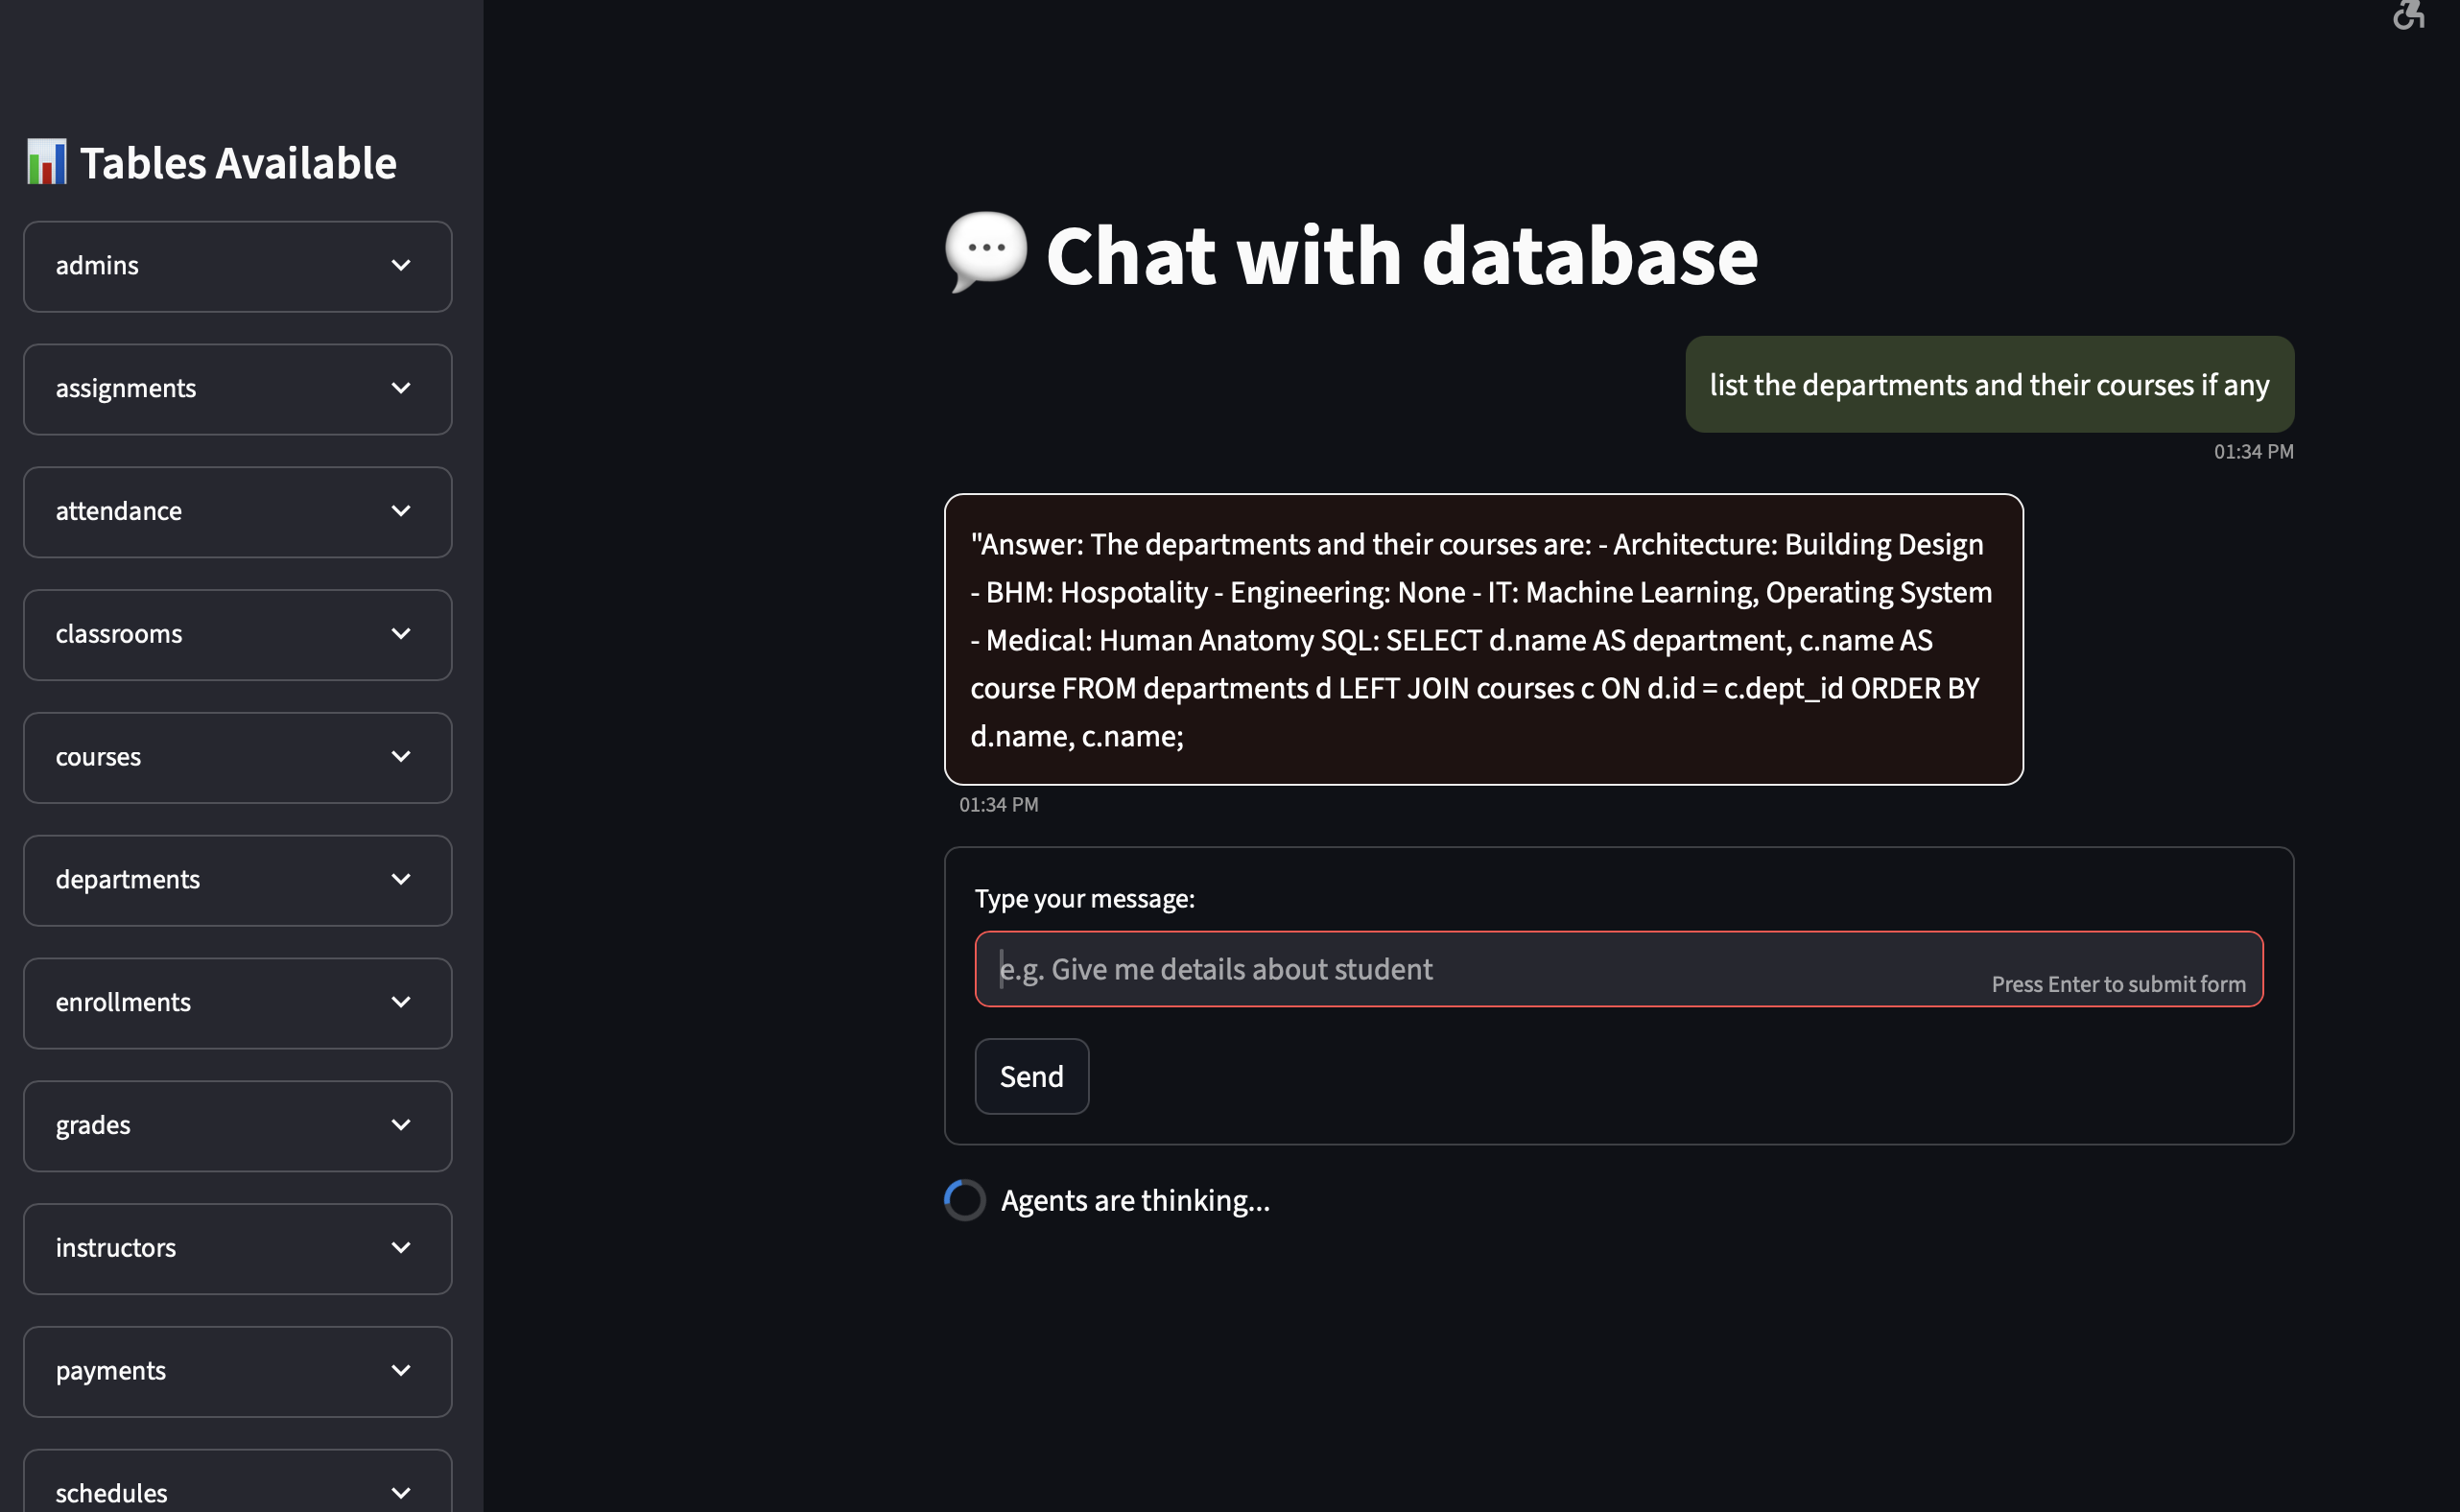 Tables Available
admins
assignments
attendance
classrooms
courses
departments
enrollments
grades
instructors
payments
schedules
Chat with database
list the departments and their courses if any
01:34 PM
"Answer: The departments and their courses are: - Architecture: Building Design
- BHM: Hospotality - Engineering: None - IT: Machine Learning, Operating System
- Medical: Human Anatomy SQL: SELECT d.name AS department, c.name AS
course FROM departments d LEFT JOIN courses c ON d.id = c.dept_id ORDER BY
d.name, c.name;
01:34 PM
Type your message:
e.g. Give me details about student
Press Enter to submit form
Send
Agents are thinking...